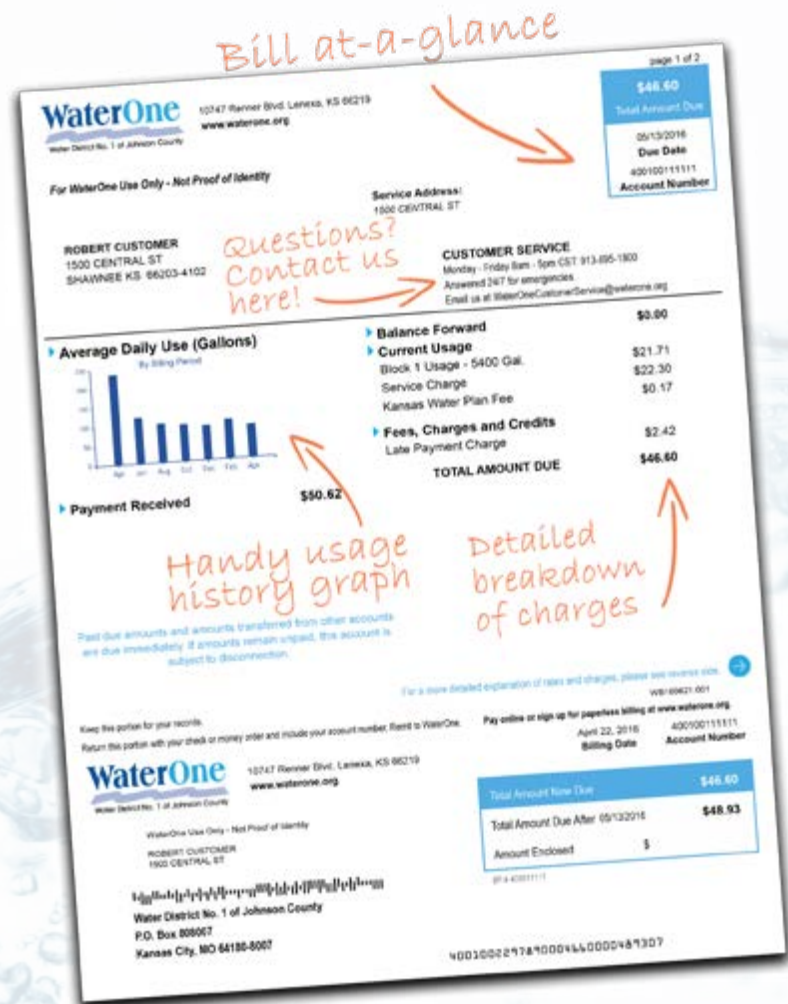 Bill at-a-glance
page 1 of 2
WaterOne
Water District No. 1 of Johnson County
10747 Renner Blvd. Lenexa, KS 66219
www.waterone.org
$46.60
Total Amount Due
05/13/2016
Due Date
400100111111
Account Number
For WaterOne Use Only - Not Proof of Identity
Service Address:
1500 CENTRAL ST
ROBERT CUSTOMER
1500 CENTRAL ST
SHAWNEE KS 66203-4102
Questions?
Contact us
here!
CUSTOMER SERVICE
Monday - Friday 8am - 5pm CST 913-895-1800
Answered 24/7 for emergencies.
Email us at WaterOneCustomerService@waterone.org
Average Daily Use (Gallons)
By Billing Period
Apr Jun Aug Oct Dec Feb Apr
Payment Received $50.62
Balance Forward $0.00
Current Usage
Block 1 Usage - 5400 Gal. $21.71
Service Charge $22.30
Kansas Water Plan Fee $0.17
Fees, Charges and Credits
Late Payment Charge $2.42
TOTAL AMOUNT DUE $46.60
Handy usage
history graph
Detailed
breakdown
of charges
Past due amounts and amounts transferred from other accounts
are due immediately. If amounts remain unpaid, this account is
subject to disconnection.
For a more detailed explanation of rates and charges, please see reverse side.
Keep this portion for your records.
Return this portion with your check or money order and include your account number. Remit to WaterOne.
Pay online or sign up for paperless billing at www.waterone.org
WaterOne
Water District No. 1 of Johnson County
10747 Renner Blvd. Lenexa, KS 66219
www.waterone.org
April 22, 2016
Billing Date
400100111111
Account Number
WaterOne Use Only - Not Proof of Identity
ROBERT CUSTOMER
1500 CENTRAL ST
Total Amount Now Due $46.60
Total Amount Due After 05/13/2016 $48.93
Amount Enclosed $
Water District No. 1 of Johnson County
P.O. Box 808007
Kansas City, MO 64180-8007